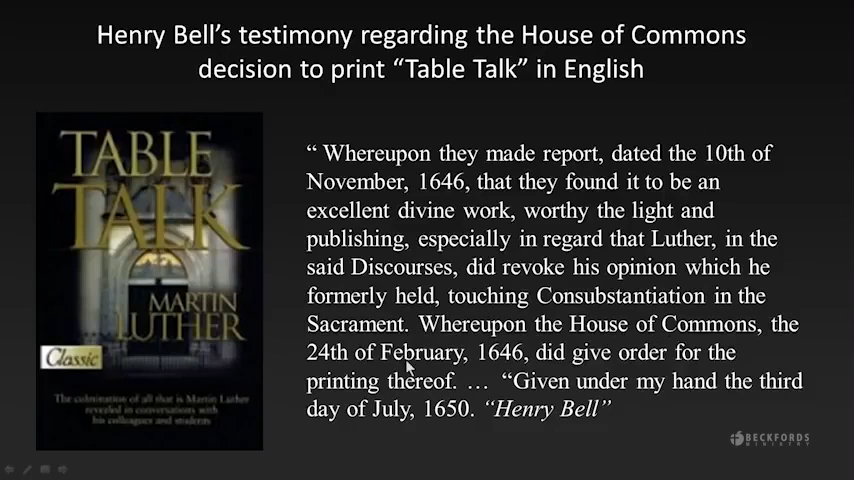 Henry Bell's testimony regarding the House of Commons
decision to print “Table Talk” in English
TABLE
TALK
MARTIN
LUTHER
Classic
The culmination of all that is Martin Luther
revealed in conversations with
his colleagues and students
“ Whereupon they made report, dated the 10th of
November, 1646, that they found it to be an
excellent divine work, worthy the light and
publishing, especially in regard that Luther, in the
said Discourses, did revoke his opinion which he
formerly held, touching Consubstantiation in the
Sacrament. Whereupon the House of Commons, the
24th of February, 1646, did give order for the
printing thereof. … “Given under my hand the third
day of July, 1650. “Henry Bell”
BECKFORDS
MINISTRY